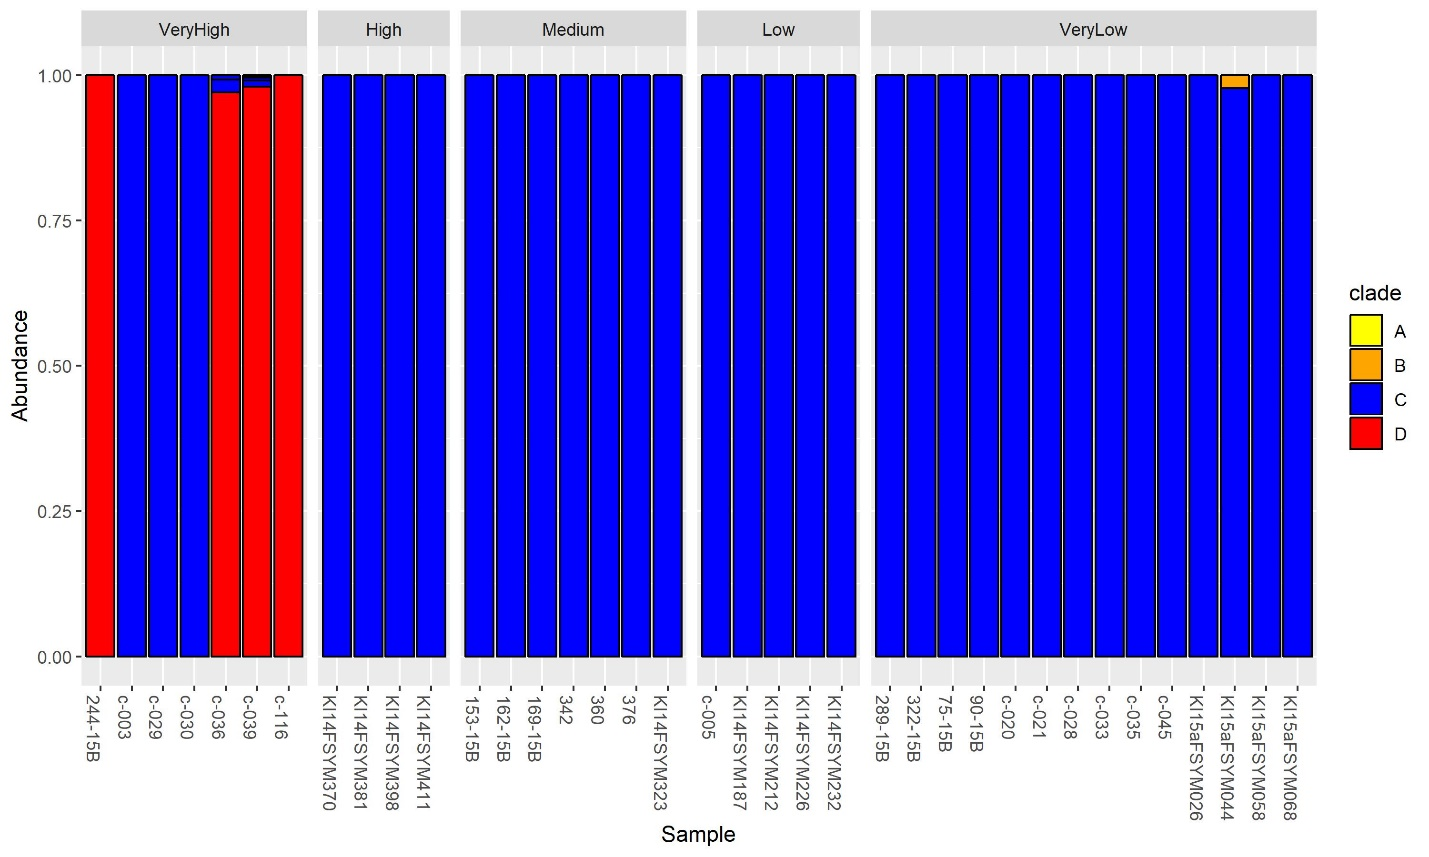 VeryHigh
High
Medium
Low
VeryLow
Abundance
1.00
0.75
0.50
0.25
0.00
244-15B
c-003
c-029
c-030
c-036
c-039
c-116
KI14FSYM370
KI14FSYM381
KI14FSYM398
KI14FSYM411
153-15B
162-15B
169-15B
342
360
376
KI14FSYM323
c-005
KI14FSYM187
KI14FSYM212
KI14FSYM226
KI14FSYM232
289-15B
322-15B
75-15B
90-15B
c-020
c-021
c-028
c-033
c-035
c-045
KI15aFSYM026
KI15aFSYM044
KI15aFSYM058
KI15aFSYM068
Sample
clade
A
B
C
D